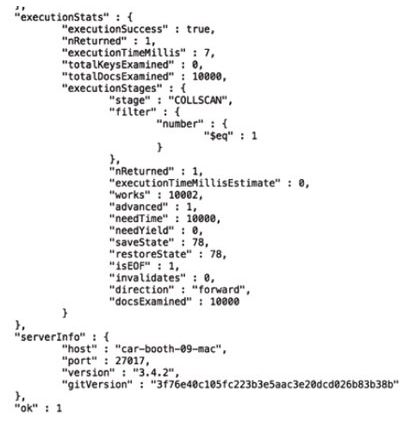 },
"executionStats" : {
"executionSuccess" : true,
"nReturned" : 1,
"executionTimeMillis" : 7,
"totalKeysExamined" : 0,
"totalDocsExamined" : 10000,
"executionStages" : {
"stage" : "COLLSCAN",
"filter" : {
"number" : {
"$eq" : 1
}
},
"nReturned" : 1,
"executionTimeMillisEstimate" : 0,
"works" : 10002,
"advanced" : 1,
"needTime" : 10000,
"needYield" : 0,
"saveState" : 78,
"restoreState" : 78,
"isEOF" : 1,
"invalidates" : 0,
"direction" : "forward",
"docsExamined" : 10000
}
},
"serverInfo" : {
"host" : "car-booth-09-mac",
"port" : 27017,
"version" : "3.4.2",
"gitVersion" : "3f76e40c105fc223b3e5aac3e20dcd026b83b38b"
},
"ok" : 1